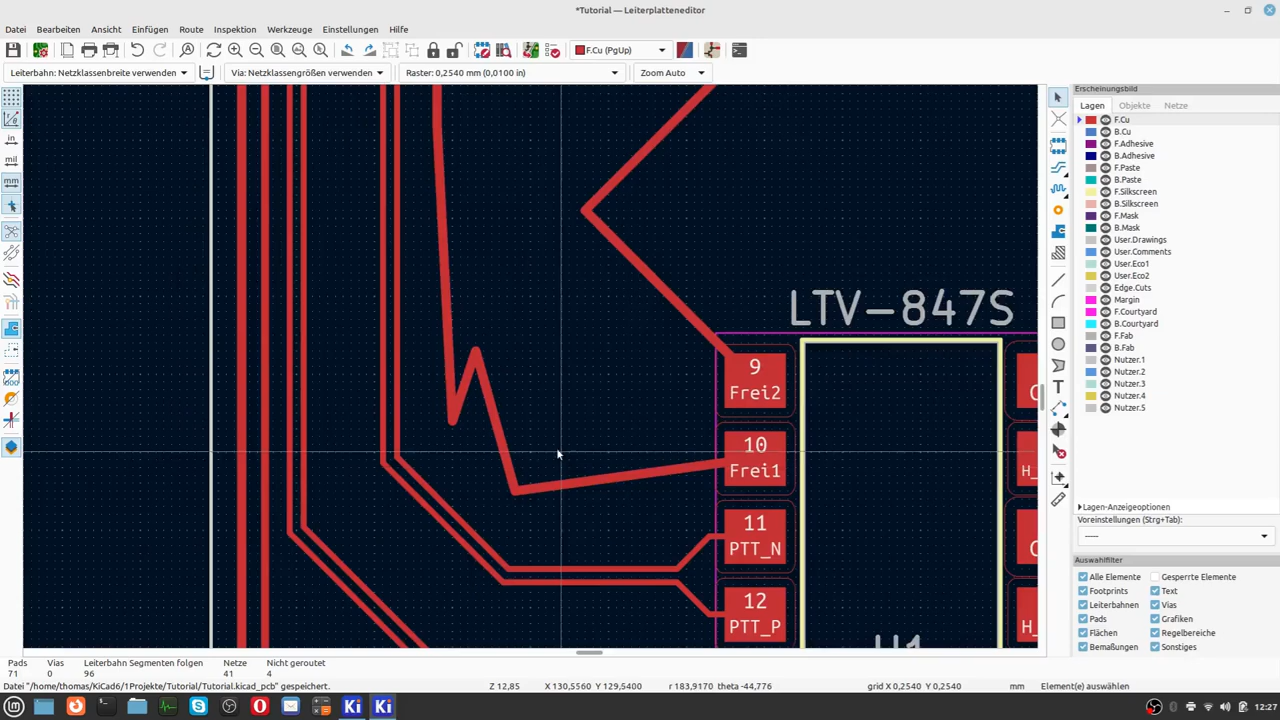 *Tutorial — Leiterplatteneditor
Datei Bearbeiten Ansicht Einfügen Route Inspektion Werkzeuge Einstellungen Hilfe
F.Cu (PgUp)
Leiterbahn: Netzklassenbreite verwenden Via: Netzklassengrößen verwenden Raster: 0,2540 mm (0,0100 in) Zoom Auto
in
mil
mm
LTV-847S
9
Frei2
10
Frei1
11
PTT_N
12
PTT_P
H_
U1
Erscheinungsbild
Lagen Objekte Netze
F.Cu
B.Cu
F.Adhesive
B.Adhesive
F.Paste
B.Paste
F.Silkscreen
B.Silkscreen
F.Mask
B.Mask
User.Drawings
User.Comments
User.Eco1
User.Eco2
Edge.Cuts
Margin
F.Courtyard
B.Courtyard
F.Fab
B.Fab
Nutzer.1
Nutzer.2
Nutzer.3
Nutzer.4
Nutzer.5
Lagen-Anzeigeoptionen
Voreinstellungen (Strg+Tab):
Auswahlfilter
Alle Elemente Gesperrte Elemente
Footprints Text
Leiterbahnen Vias
Pads Grafiken
Flächen Regelbereiche
Bemaßungen Sonstiges
Pads Vias Leiterbahn Segmenten folgen Netze Nicht geroutet
71 0 96 41 4
Datei "/home/thomas/KiCad6/1Projekte/Tutorial/Tutorial.kicad_pcb" gespeichert. Z 12,85 X 130,5560 Y 129,5400 r 183,9170 theta -44,776 grid X 0,2540 Y 0,2540 mm Element(e) auswählen
Ki Ki 12:27